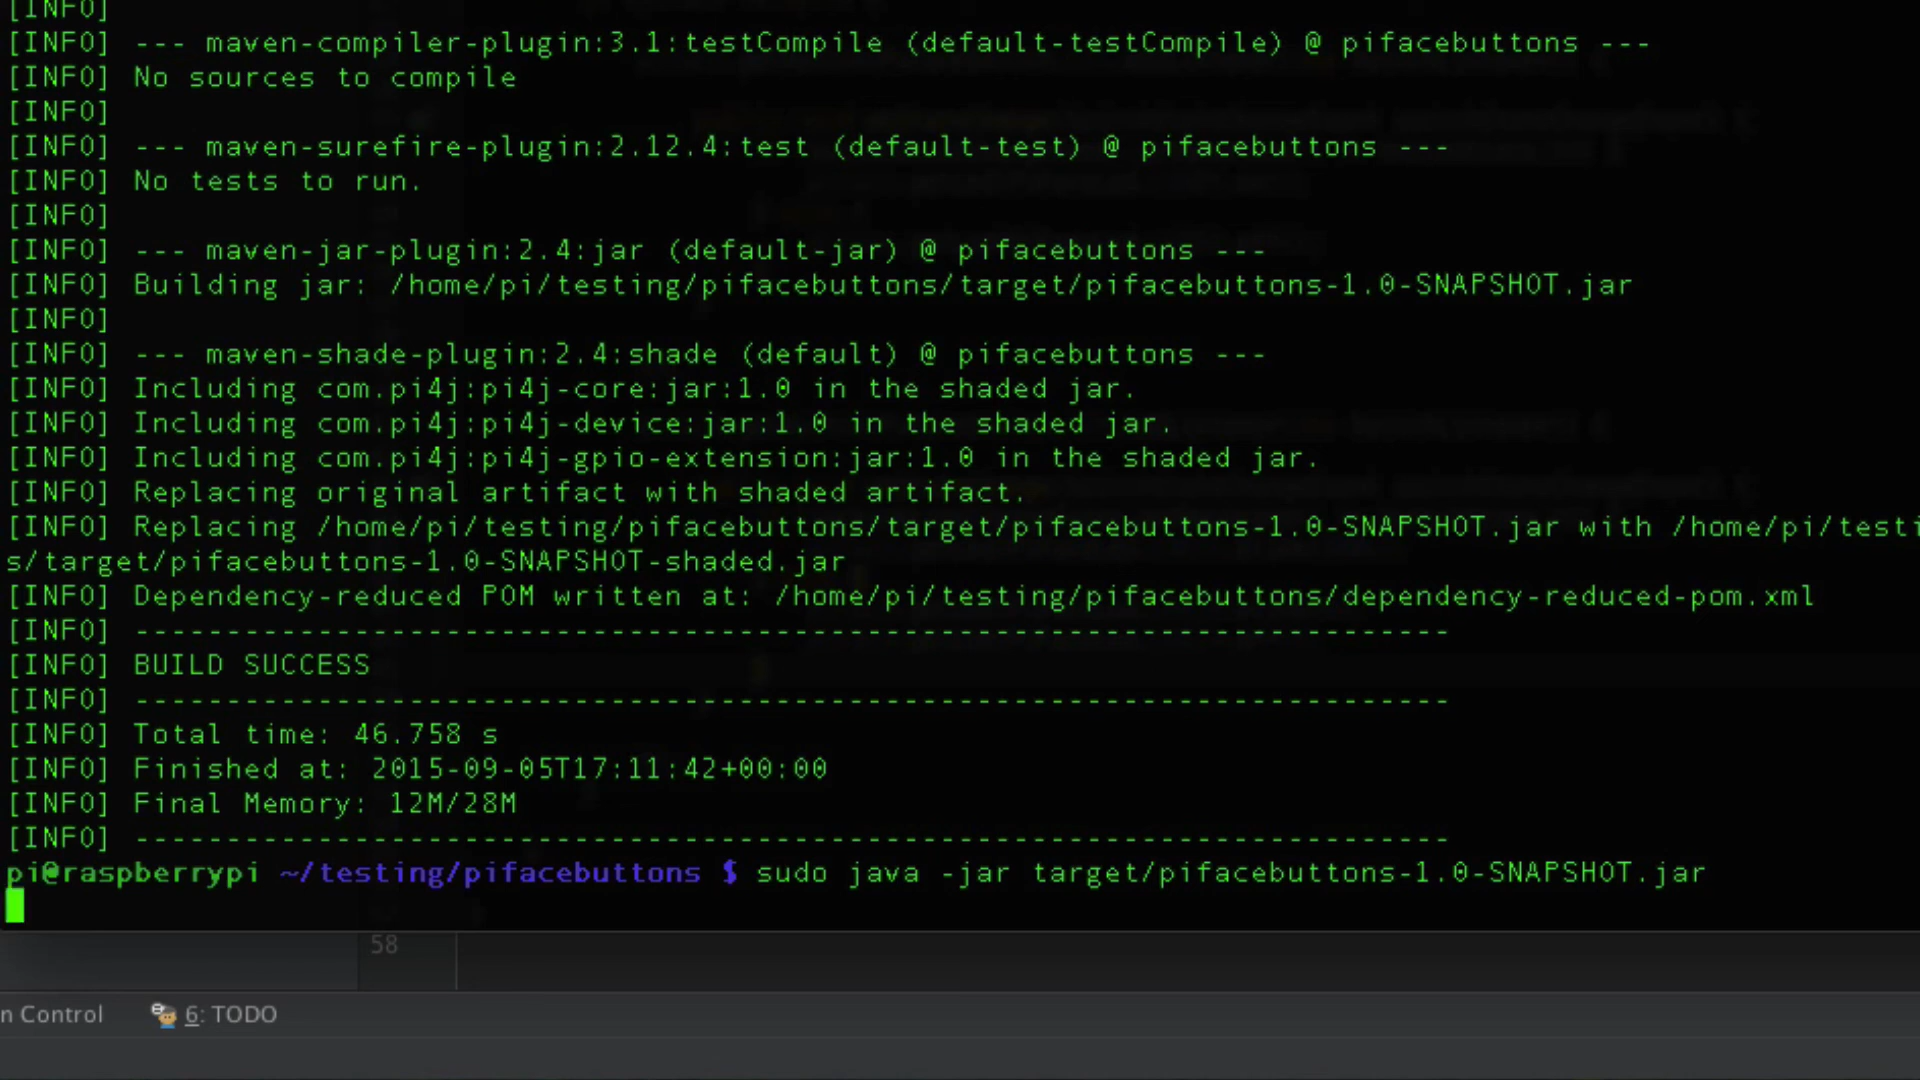 [INFO]
[INFO] --- maven-compiler-plugin:3.1:testCompile (default-testCompile) @ pifacebuttons ---
[INFO] No sources to compile
[INFO]
[INFO] --- maven-surefire-plugin:2.12.4:test (default-test) @ pifacebuttons ---
[INFO] No tests to run.
[INFO]
[INFO] --- maven-jar-plugin:2.4:jar (default-jar) @ pifacebuttons ---
[INFO] Building jar: /home/pi/testing/pifacebuttons/target/pifacebuttons-1.0-SNAPSHOT.jar
[INFO]
[INFO] --- maven-shade-plugin:2.4:shade (default) @ pifacebuttons ---
[INFO] Including com.pi4j:pi4j-core:jar:1.0 in the shaded jar.
[INFO] Including com.pi4j:pi4j-device:jar:1.0 in the shaded jar.
[INFO] Including com.pi4j:pi4j-gpio-extension:jar:1.0 in the shaded jar.
[INFO] Replacing original artifact with shaded artifact.
[INFO] Replacing /home/pi/testing/pifacebuttons/target/pifacebuttons-1.0-SNAPSHOT.jar with /home/pi/testi
s/target/pifacebuttons-1.0-SNAPSHOT-shaded.jar
[INFO] Dependency-reduced POM written at: /home/pi/testing/pifacebuttons/dependency-reduced-pom.xml
[INFO] ------------------------------------------------------------------------
[INFO] BUILD SUCCESS
[INFO] ------------------------------------------------------------------------
[INFO] Total time: 46.758 s
[INFO] Finished at: 2015-09-05T17:11:42+00:00
[INFO] Final Memory: 12M/28M
[INFO] ------------------------------------------------------------------------
pi@raspberrypi ~/testing/pifacebuttons $ sudo java -jar target/pifacebuttons-1.0-SNAPSHOT.jar
58
n Control 6: TODO